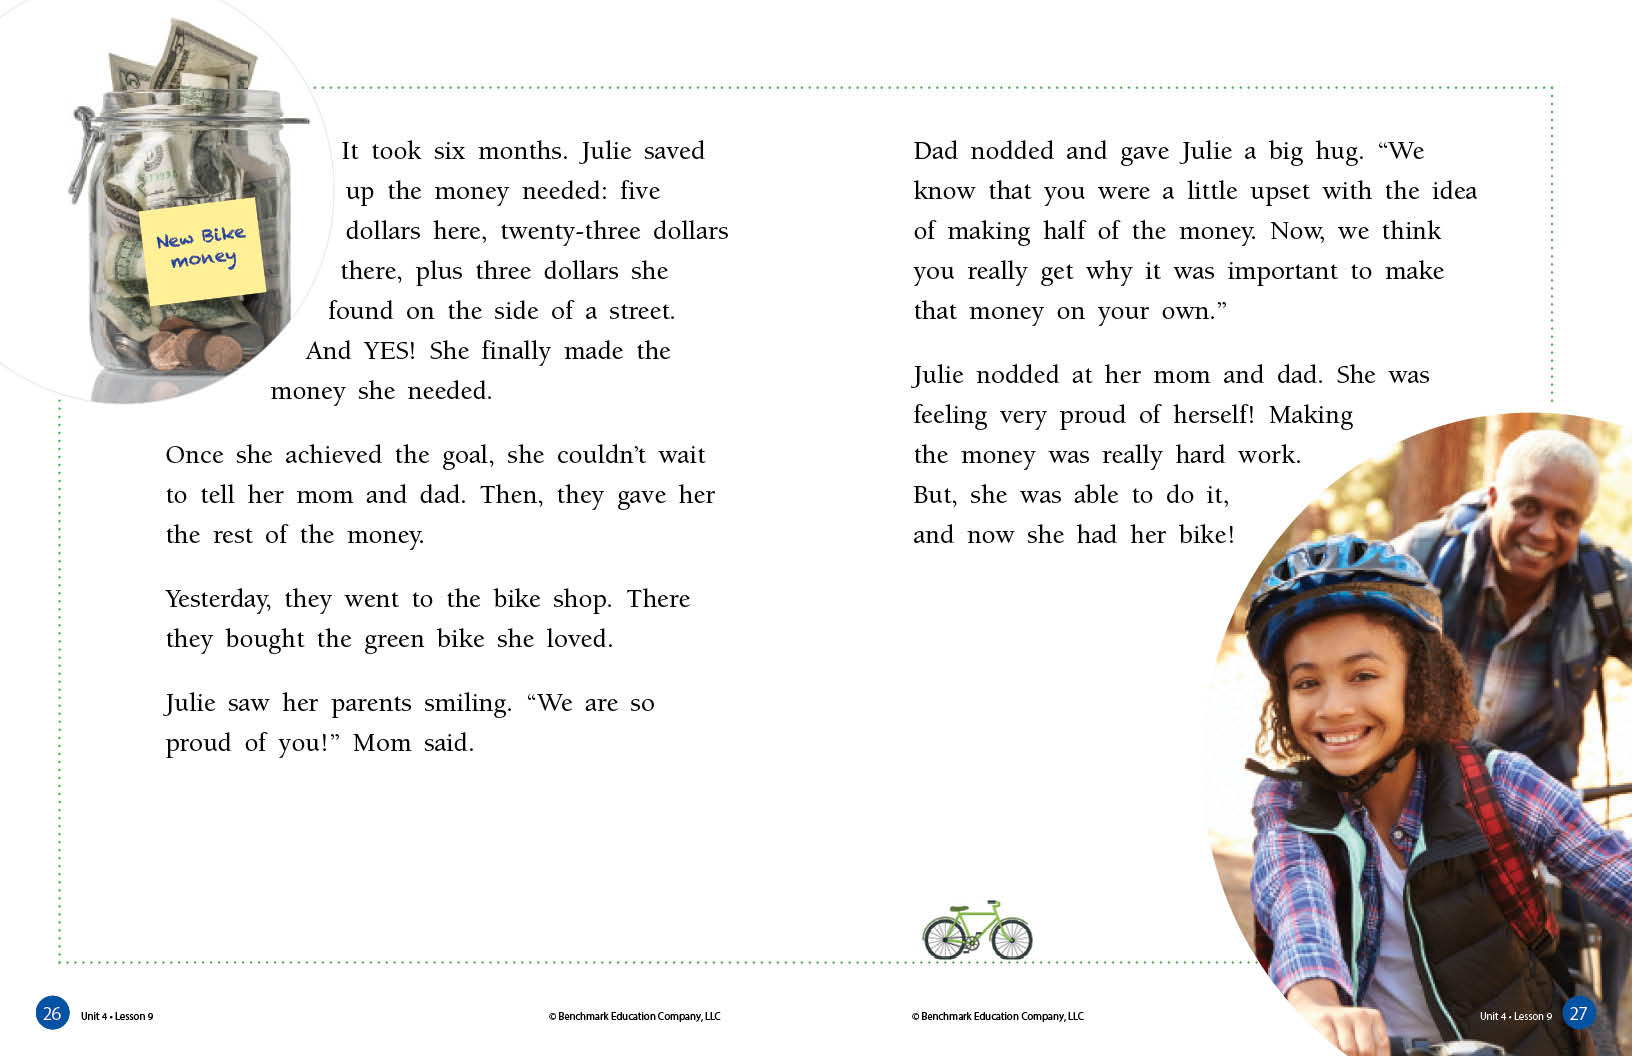 New Bike
money
It took six months. Julie saved
up the money needed: five
dollars here, twenty-three dollars
there, plus three dollars she
found on the side of a street.
And YES! She finally made the
money she needed.
Once she achieved the goal, she couldn’t wait
to tell her mom and dad. Then, they gave her
the rest of the money.
Yesterday, they went to the bike shop. There
they bought the green bike she loved.
Julie saw her parents smiling. “We are so
proud of you!” Mom said.
26 Unit 4 • Lesson 9
© Benchmark Education Company, LLC
Dad nodded and gave Julie a big hug. “We
know that you were a little upset with the idea
of making half of the money. Now, we think
you really get why it was important to make
that money on your own.”
Julie nodded at her mom and dad. She was
feeling very proud of herself! Making
the money was really hard work.
But, she was able to do it,
and now she had her bike!
© Benchmark Education Company, LLC
Unit 4 • Lesson 9 27